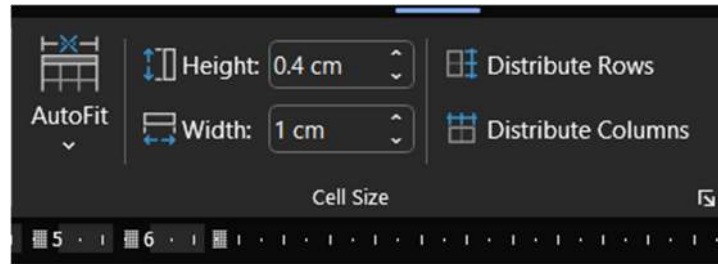 Height: 0.4 cm
Distribute Rows
AutoFit
Width: 1 cm
Distribute Columns
Cell Size
5 6